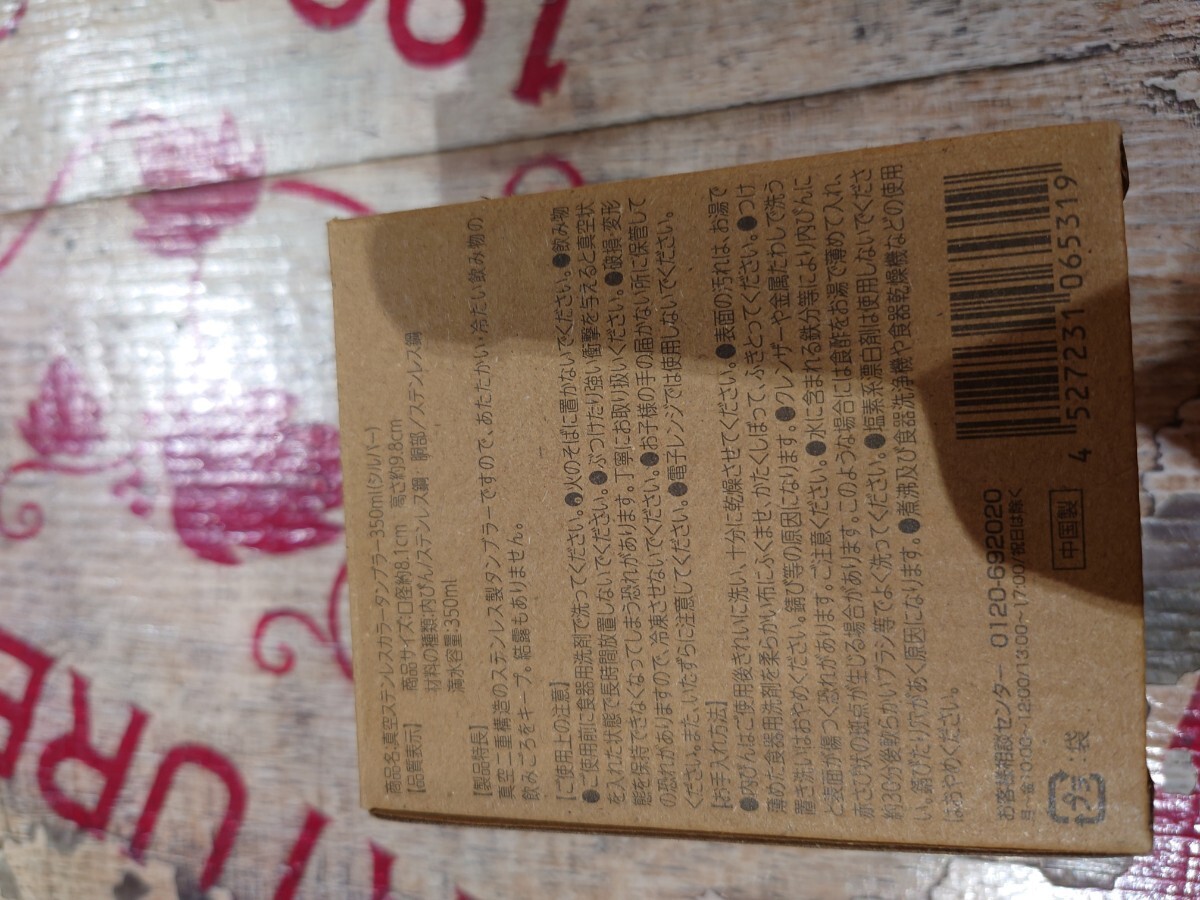 商品名:真空ステンレスカラータンブラー350ml(シルバー)
【品質表示】 商品サイズ:口径約8.1cm 高さ約9.8cm
材料の種類:内びん/ステンレス鋼 胴部/ステンレス鋼
満水容量:350ml
【製品特長】
真空二重構造のステンレス製タンブラーですので、あたたかい・冷たい飲み物の
飲みごろをキープ。結露もありません。
【ご使用上の注意】
●ご使用前に食器用洗剤で洗ってください。●火のそばに置かないでください。●飲み物
を入れた状態で長時間放置しないでください。●ぶつけたり強い衝撃を与えると真空状
態を保持できなくなってしまう恐れがあります。丁寧にお取り扱いください。●破損・変形
の恐れがありますので、冷凍させないでください。●お子様の手の届かない所に保管して
ください。また、いたずらに注意してください。●電子レンジでは使用しないでください。
【お手入れ方法】
●内びんはご使用後きれいに洗い、十分に乾燥させてください。●表面の汚れは、お湯で
薄めた食器用洗剤を柔らかい布にふくませ かたくしぼって、ふきとってください。●つけ
置き洗いはおやめください。錆び等の原因になります。●クレンザーや金属たわしで洗う
と表面が傷つく恐れがあります。ご注意ください。●水に含まれる鉄分等により内びんに
赤さび状の斑点が生じる場合があります。このような場合には食酢をお湯で薄めて入れ、
約30分後軟らかいブラシ等でよく洗ってください。●塩素系漂白剤は使用しないでくださ
い。錆びたり穴があく原因になります。●煮沸及び食器洗浄機や食器乾燥機などの使用
はおやめください。
お客様相談センター 0120-692020
月～金:10:00～12:00/13:00～17:00/祝日は除く
プラ :袋
中国製
4 527231 065319